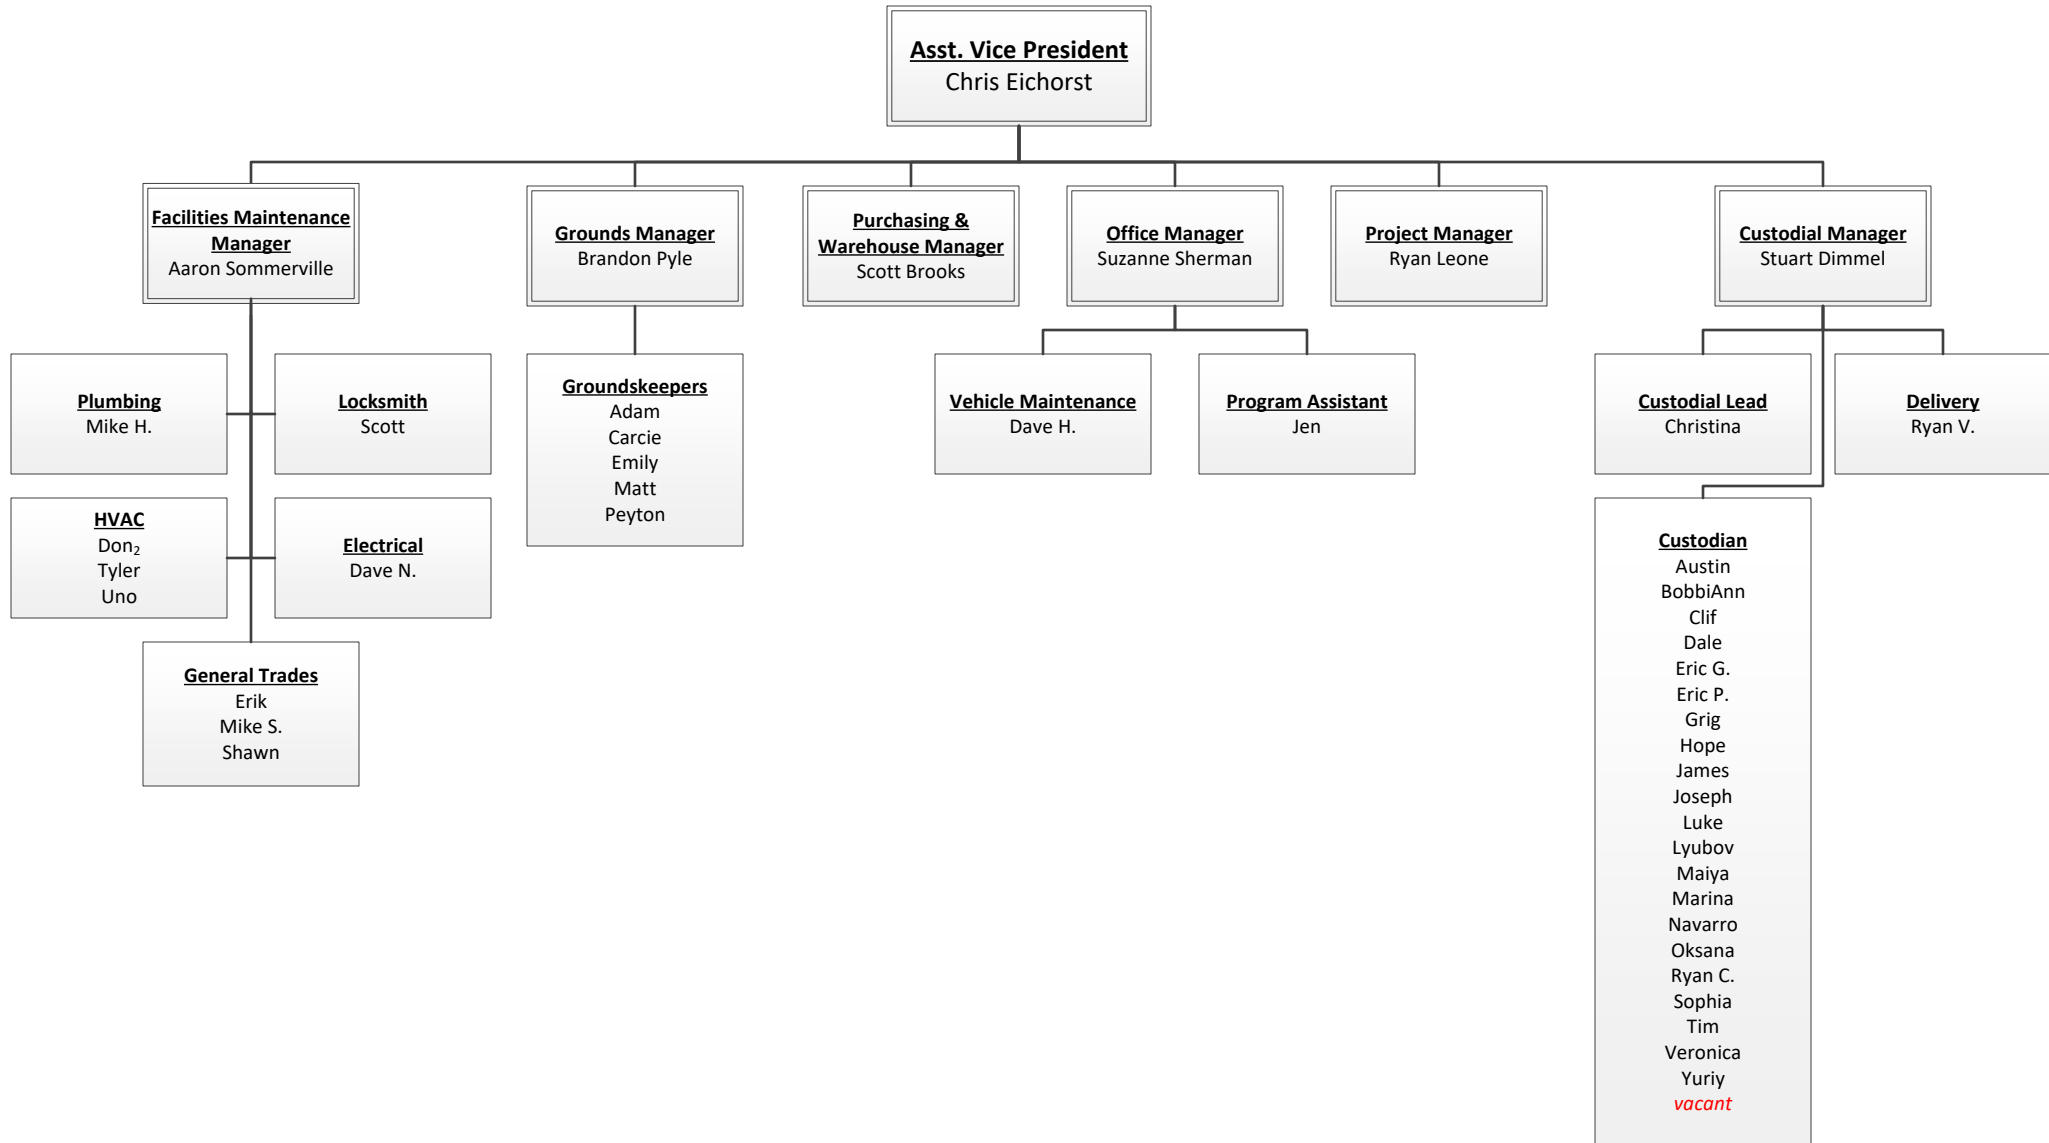 Asst. Vice President
Chris Eichorst
Facilities Maintenance
Manager
Aaron Sommerville
Grounds Manager
Brandon Pyle
Purchasing &
Warehouse Manager
Scott Brooks
Office Manager
Suzanne Sherman
Project Manager
Ryan Leone
Custodial Manager
Stuart Dimmel
Plumbing
Mike H.
Locksmith
Scott
HVAC
Don₂
Tyler
Uno
Electrical
Dave N.
General Trades
Erik
Mike S.
Shawn
Groundskeepers
Adam
Carcie
Emily
Matt
Peyton
Vehicle Maintenance
Dave H.
Program Assistant
Jen
Custodial Lead
Christina
Delivery
Ryan V.
Custodian
Austin
BobbiAnn
Clif
Dale
Eric G.
Eric P.
Grig
Hope
James
Joseph
Luke
Lyubov
Maiya
Marina
Navarro
Oksana
Ryan C.
Sophia
Tim
Veronica
Yuriy
vacant